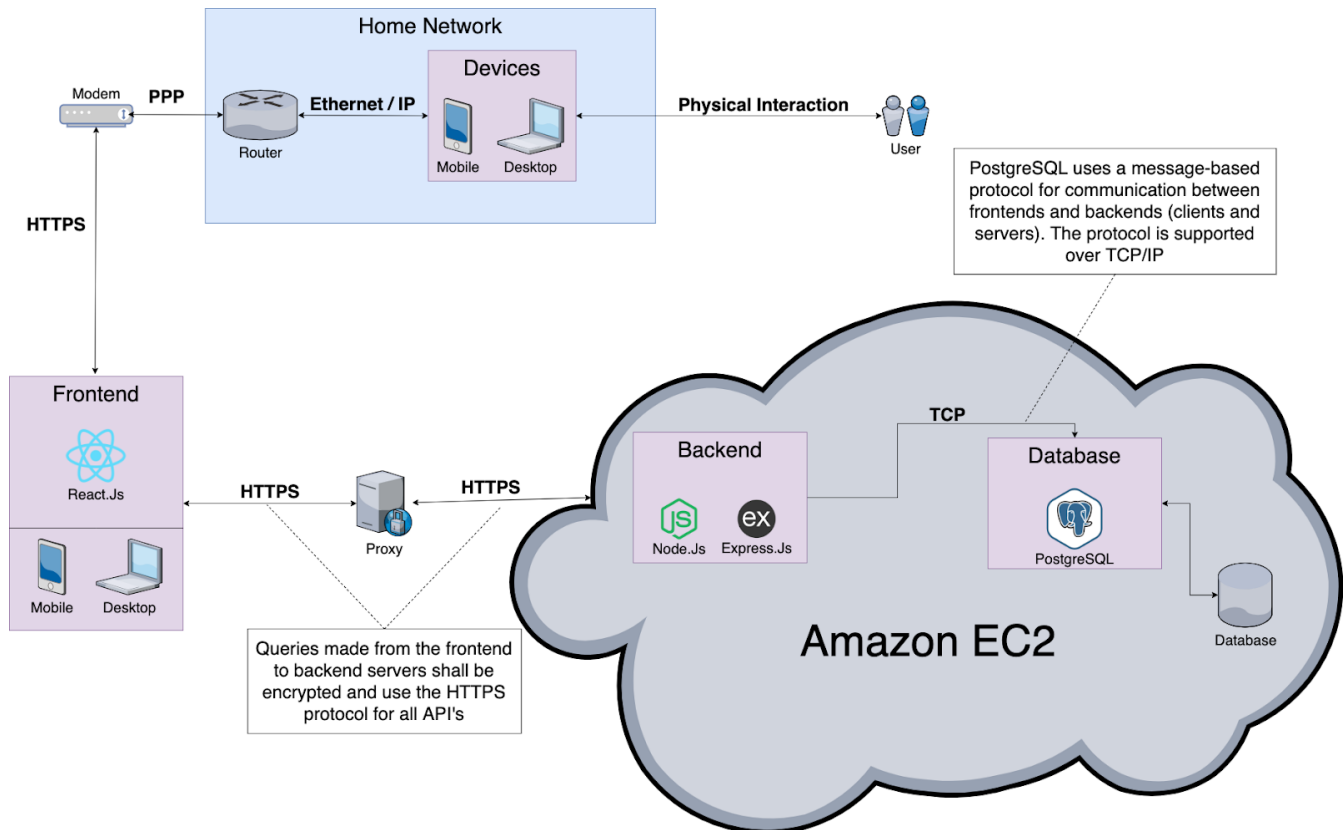 Home Network
Devices
Modem
PPP
Ethernet / IP
Physical Interaction
Router
Mobile
Desktop
User
HTTPS
PostgreSQL uses a message-based
protocol for communication between
frontends and backends (clients and
servers). The protocol is supported
over TCP/IP
Frontend
React.Js
Mobile
Desktop
HTTPS
Proxy
HTTPS
Queries made from the frontend
to backend servers shall be
encrypted and use the HTTPS
protocol for all API's
Backend
JS
Node.Js
ex
Express.Js
TCP
Database
PostgreSQL
Database
Amazon EC2